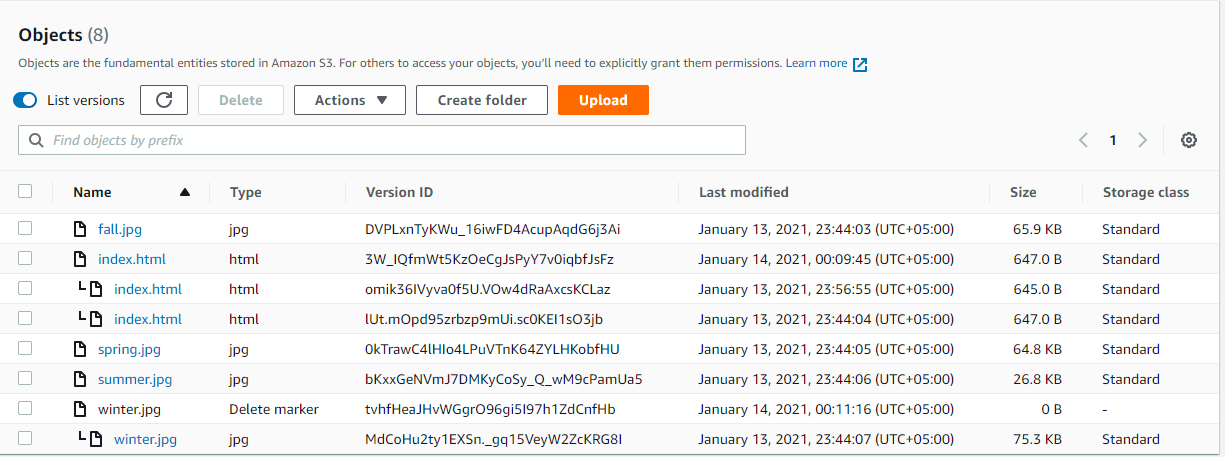 Objects (8)
Objects are the fundamental entities stored in Amazon S3. For others to access your objects, you'll need to explicitly grant them permissions. Learn more
List versions Delete Actions Create folder Upload
Find objects by prefix 1
Name Type Version ID Last modified Size Storage class
fall.jpg jpg DVPLxnTyKWu_16iwFD4AcupAqdG6j3Ai January 13, 2021, 23:44:03 (UTC+05:00) 65.9 KB Standard
index.html html 3W_IQfmWt5KzOeCgJsPyY7v0iqbfJsFz January 14, 2021, 00:09:45 (UTC+05:00) 647.0 B Standard
index.html html omik36IVyva0f5U.VOw4dRaAxcsKCLaz January 13, 2021, 23:56:55 (UTC+05:00) 645.0 B Standard
index.html html lUt.mOpd95zrbzp9mUi.sc0KEI1sO3jb January 13, 2021, 23:44:04 (UTC+05:00) 647.0 B Standard
spring.jpg jpg 0kTrawC4lHIo4LPuVTnK64ZYLHKobfHU January 13, 2021, 23:44:05 (UTC+05:00) 64.8 KB Standard
summer.jpg jpg bKxxGeNVmJ7DMKyCoSy_Q_wM9cPamUa5 January 13, 2021, 23:44:06 (UTC+05:00) 26.8 KB Standard
winter.jpg Delete marker tvhfHeaJHvWGgrO96gi5I97h1ZdCnfHb January 14, 2021, 00:11:16 (UTC+05:00) 0 B -
winter.jpg jpg MdCoHu2ty1EXSn._gq15VeyW2ZcKRG8I January 13, 2021, 23:44:07 (UTC+05:00) 75.3 KB Standard